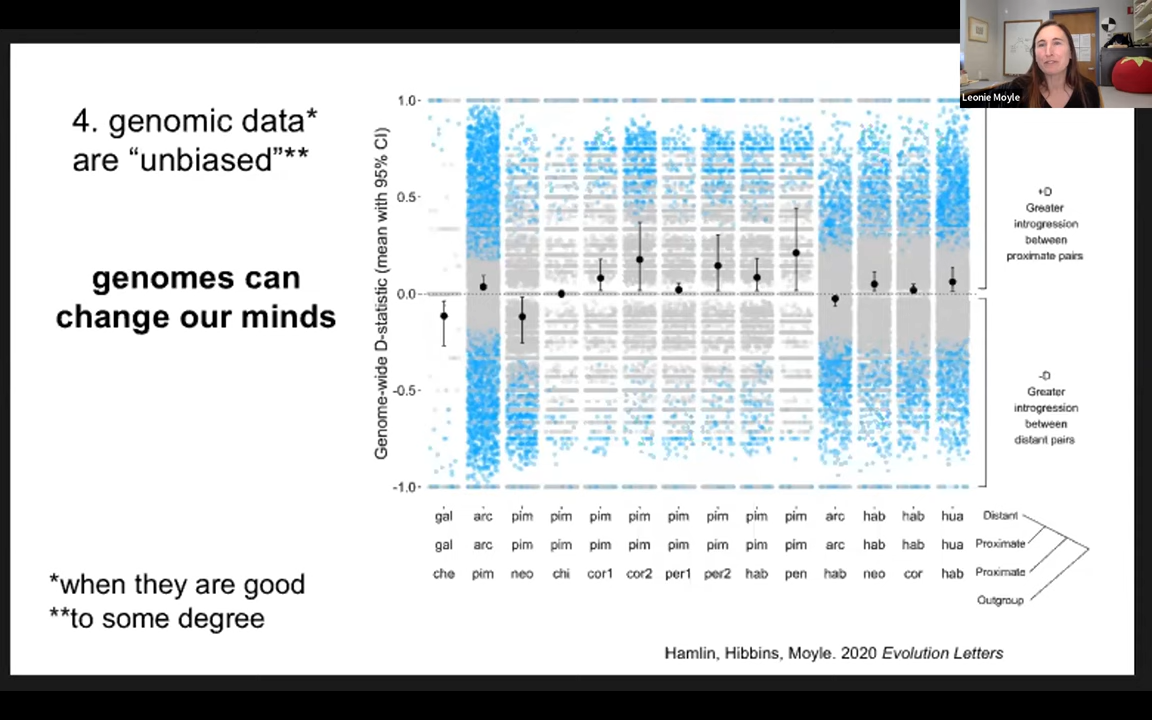 Leonie Moyle
4. genomic data*
are “unbiased”**
genomes can
change our minds
*when they are good
**to some degree
Genome-wide D-statistic (mean with 95% CI)
1.0
0.5
0.0
-0.5
-1.0
+D
Greater
introgression
between
proximate pairs
-D
Greater
introgression
between
distant pairs
gal arc pim pim pim pim pim pim pim pim arc hab hab hua Distant
gal arc pim pim pim pim pim pim pim pim arc hab hab hua Proximate
che pim neo chi cor1 cor2 per1 per2 hab pen hab neo cor hab Proximate
Outgroup
Hamlin, Hibbins, Moyle. 2020 Evolution Letters